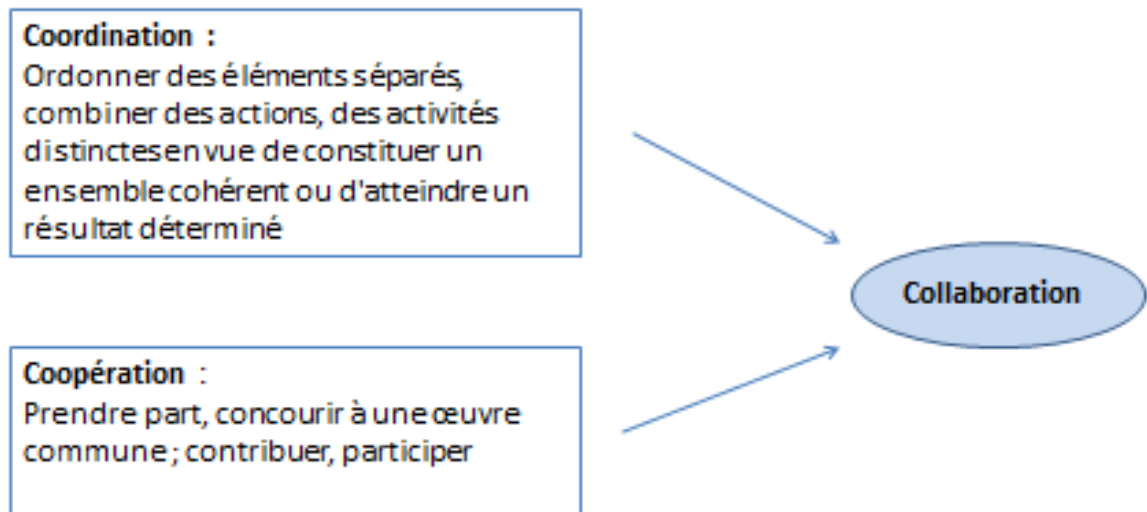 Coordination :
Ordonner des éléments séparés,
combiner des actions, des activités
distinctes en vue de constituer un
ensemble cohérent ou d'atteindre un
résultat déterminé
Collaboration
Coopération :
Prendre part, concourir à une œuvre
commune ; contribuer, participer